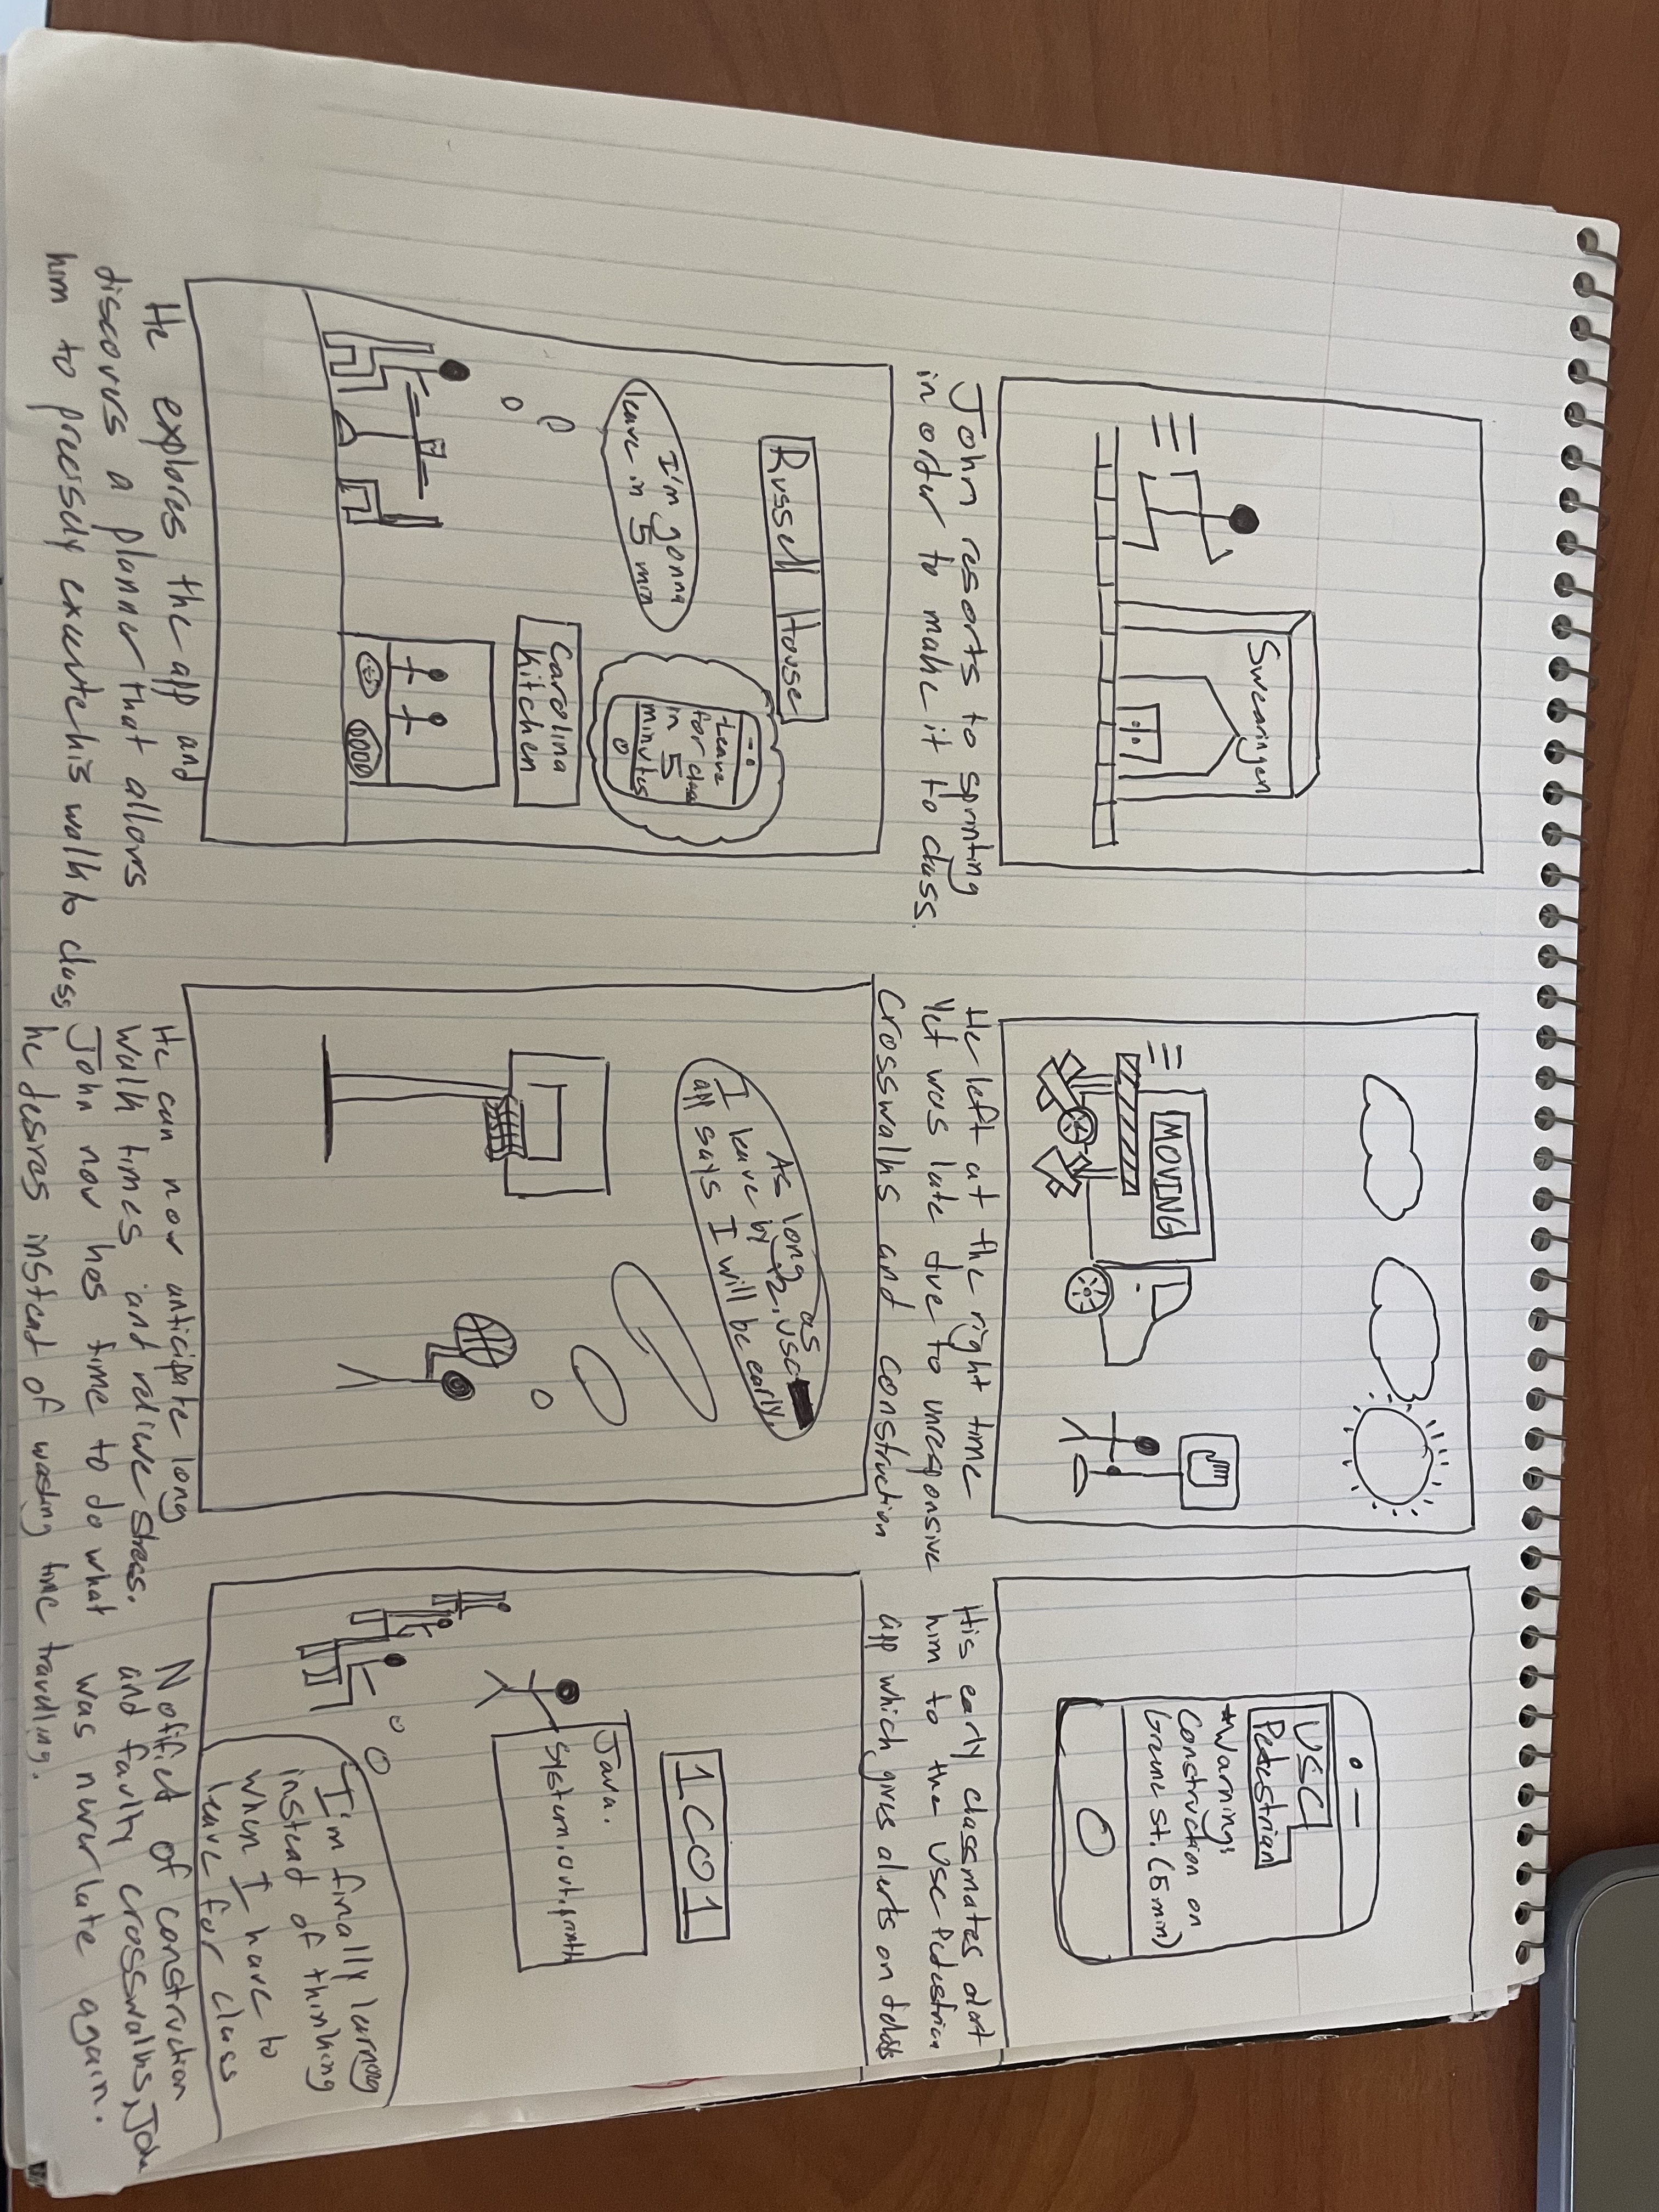 Swearingen
John resorts to sprinting
in order to make it to class.
MOVING
He left at the right time
Yet was late due to unresponsive
Crosswalks and construction
USC
Pedestrian
*Warning:
Construction on
Greene st. (5min)
His early classmates alert
him to the Usc Pedestrian
app which gives alerts on
Russell House
I'm gonna
leave in 5 min
Leave
for class
in 5
minutes
Carolina
Kitchen
He explores the app and
discovers a planner that allows
him to precisely execute his walk to class.
As long as
I leave by 12, usc
app says I will be early
He can now anticipate long
walk times and relieve stress.
John now has time to do what
he desires instead of wasting time travelling.
1C01
Java.
System.out.println
I'm finally learning
instead of thinking
when I have to
leave for class
Notified of construction
and faulty crosswalks, John
was never late again.